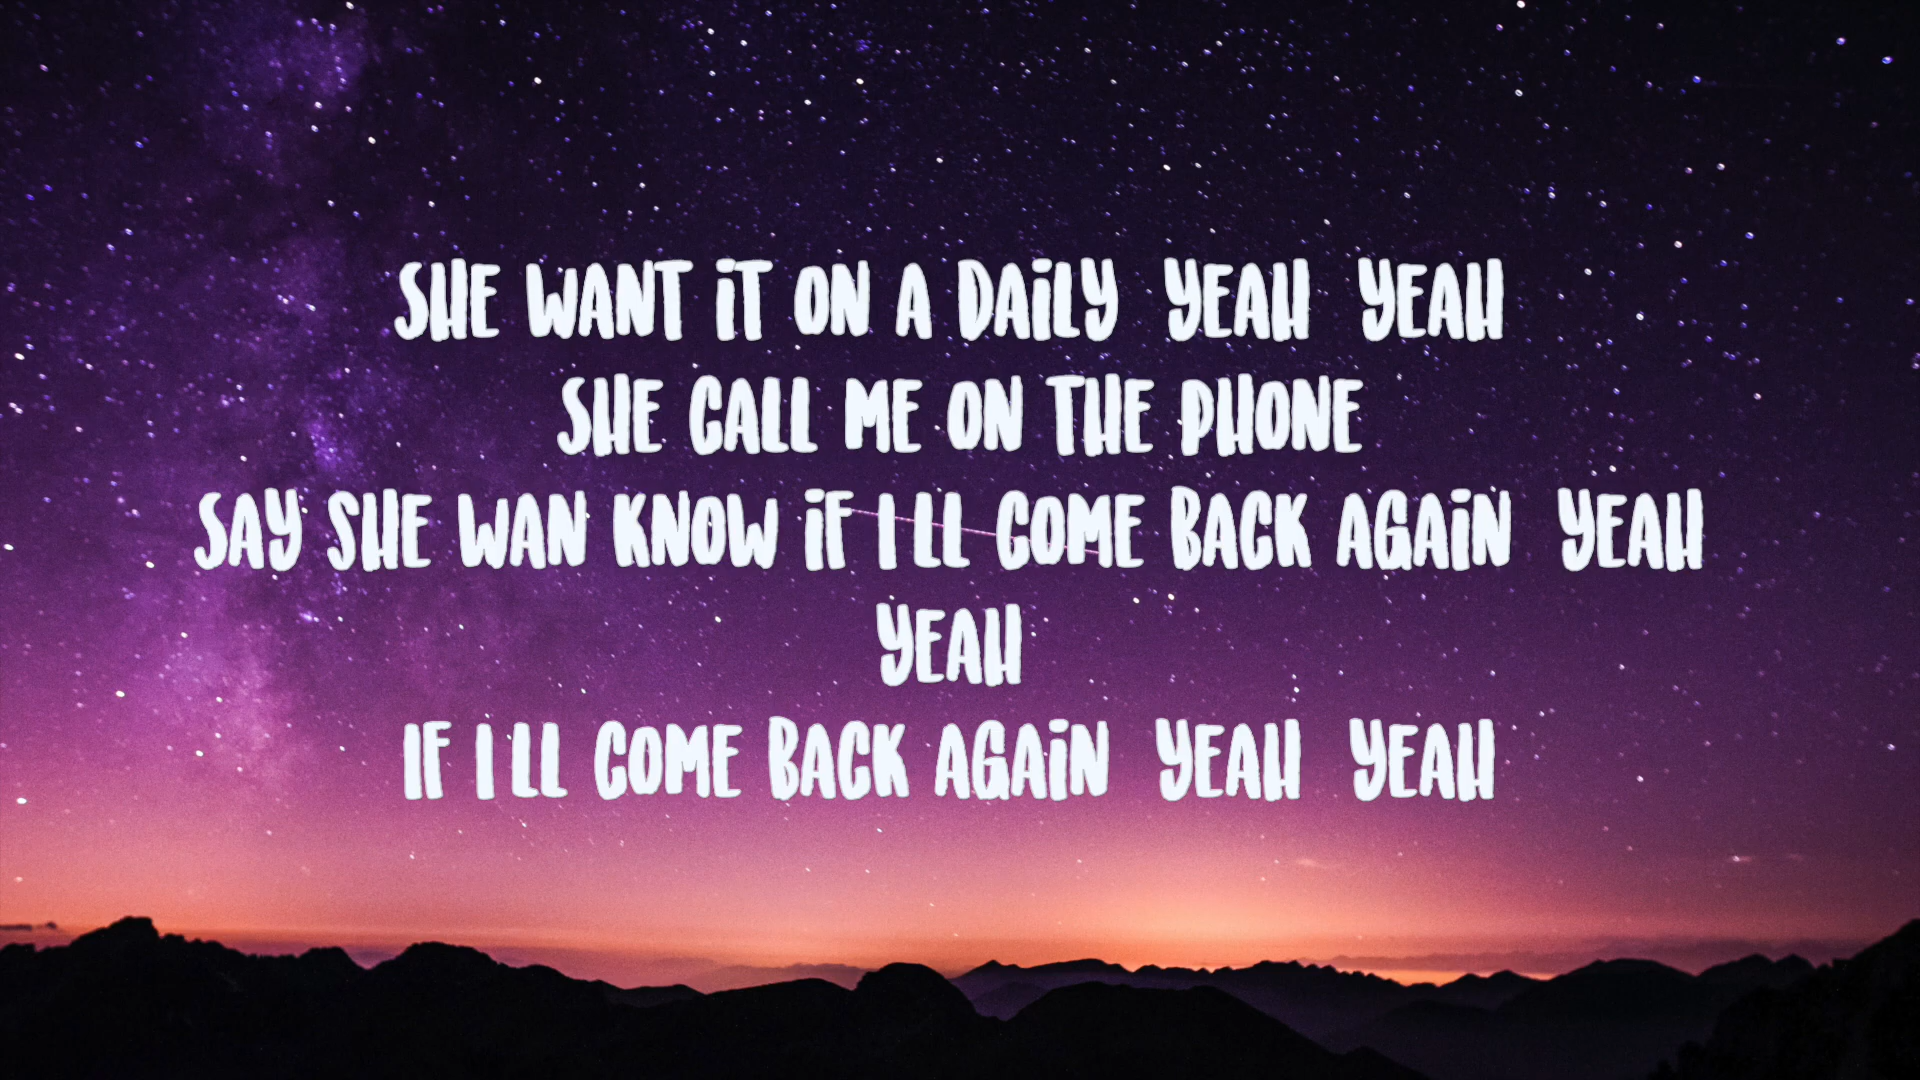 SHE WANT iT ON A DAiLY  YEAH  YEAH
SHE CALL ME ON THE PHONE
SAY SHE WAN KNOW iF I LL COME BACK AGAiN  YEAH
YEAH
IF I LL COME BACK AGAiN  YEAH  YEAH